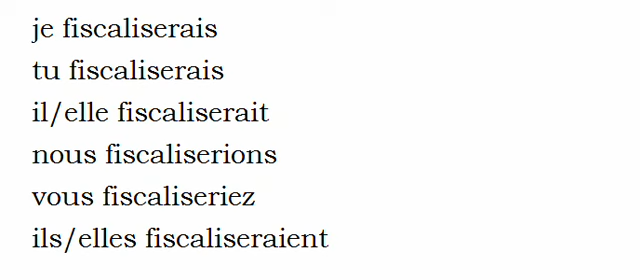 je fiscaliserais
tu fiscaliserais
il/elle fiscaliserait
nous fiscaliserions
vous fiscaliseriez
ils/elles fiscaliseraient